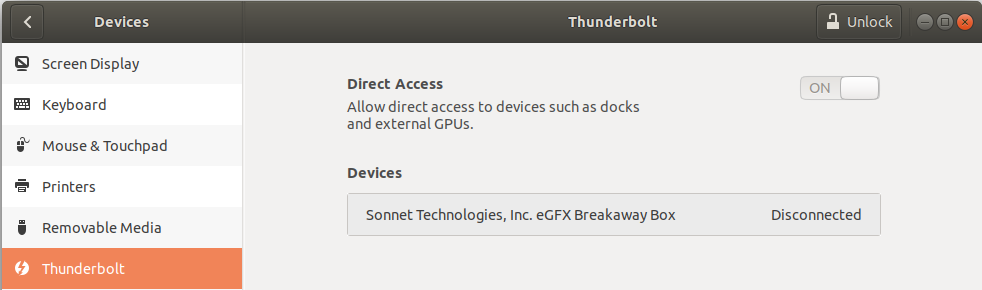 Devices
Thunderbolt
Unlock
Screen Display
Keyboard
Mouse & Touchpad
Printers
Removable Media
Thunderbolt
Direct Access
ON
Allow direct access to devices such as docks
and external GPUs.
Devices
Sonnet Technologies, Inc. eGFX Breakaway Box
Disconnected